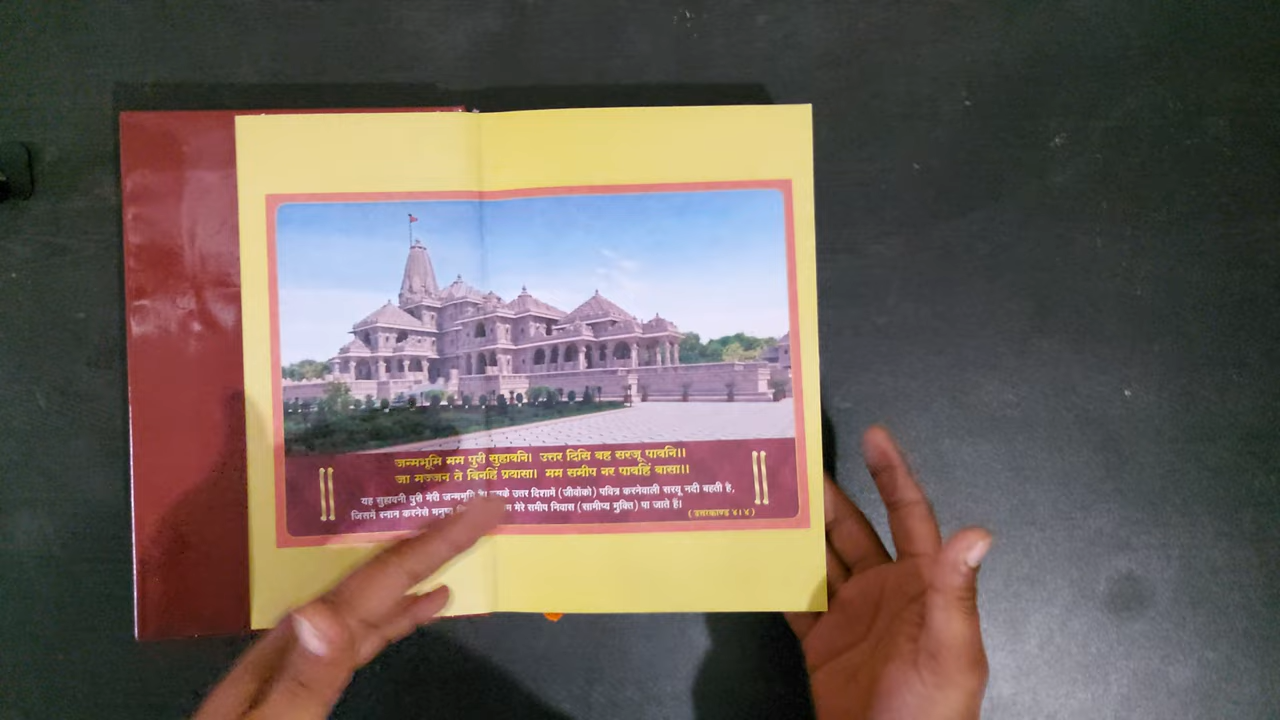 जन्मभूमि मम पुरी सुहावनि। उत्तर दिसि बह सरजू पावनि।।
जा मज्जन ते बिनहिं प्रयासा। मम समीप नर पावहिं बासा।।
यह सुहावनी पुरी मेरी जन्मभूमि उत्तर दिशामें (जीवोंको) पवित्र करनेवाली सरयू नदी बहती है,
जिसमें स्नान करनेसे मनुष्य मेरे समीप निवास (सामीप्य मुक्ति) पा जाते हैं।
(उत्तरकाण्ड ४।४)